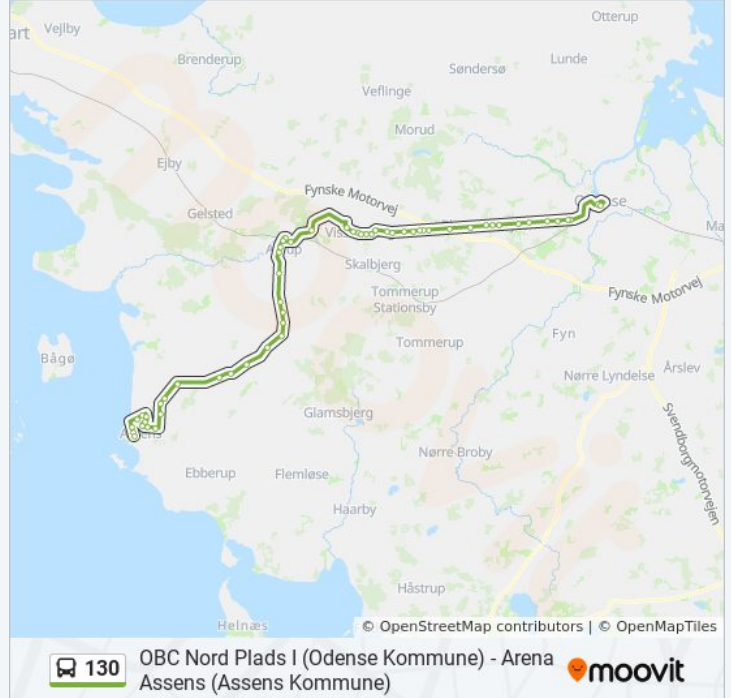 Otterup
Vejlby
art
Brenderup
Lunde
Søndersø
Veflinge
Morud
Ejby
Fynske Motorvej
Gelsted
Skalbjerg
Tommerup
Stationsby
Fynske Motorvej
Fyn
Tommerup
Bågø
Nørre Lyndelse
Årslev
Glamsbjerg
Svendborgmotorvejen
Nørre Broby
Ebberup
Flemløse
Haarby
Håstrup
Helnæs
© OpenStreetMap contributors | © OpenMapTiles
130
OBC Nord Plads I (Odense Kommune) - Arena
Assens (Assens Kommune)
moovit